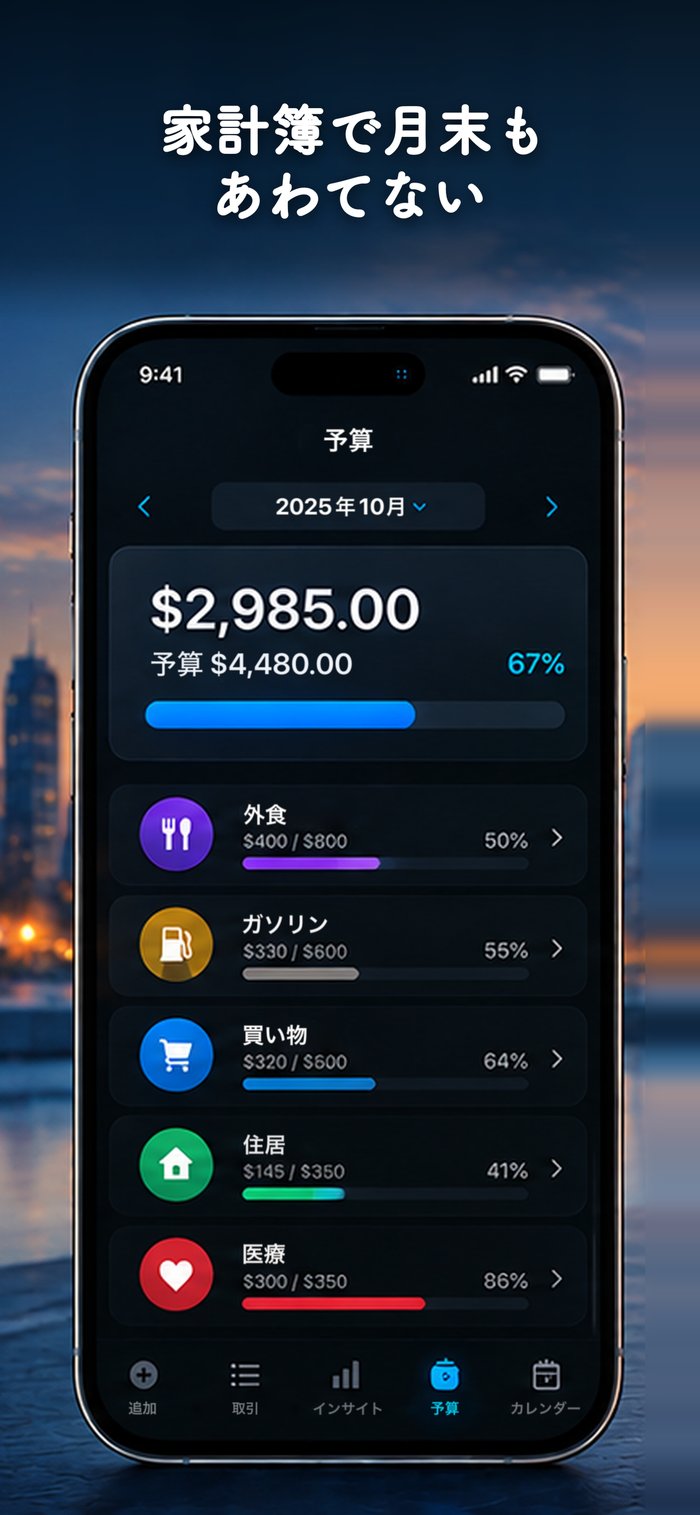 家計簿で月末も
あわてない
9:41
予算
2025年10月
$2,985.00
予算 $4,480.00
67%
外食
$400 / $800
50%
ガソリン
$330 / $600
55%
買い物
$320 / $600
64%
住居
$145 / $350
41%
医療
$300 / $350
86%
追加
取引
インサイト
予算
カレンダー